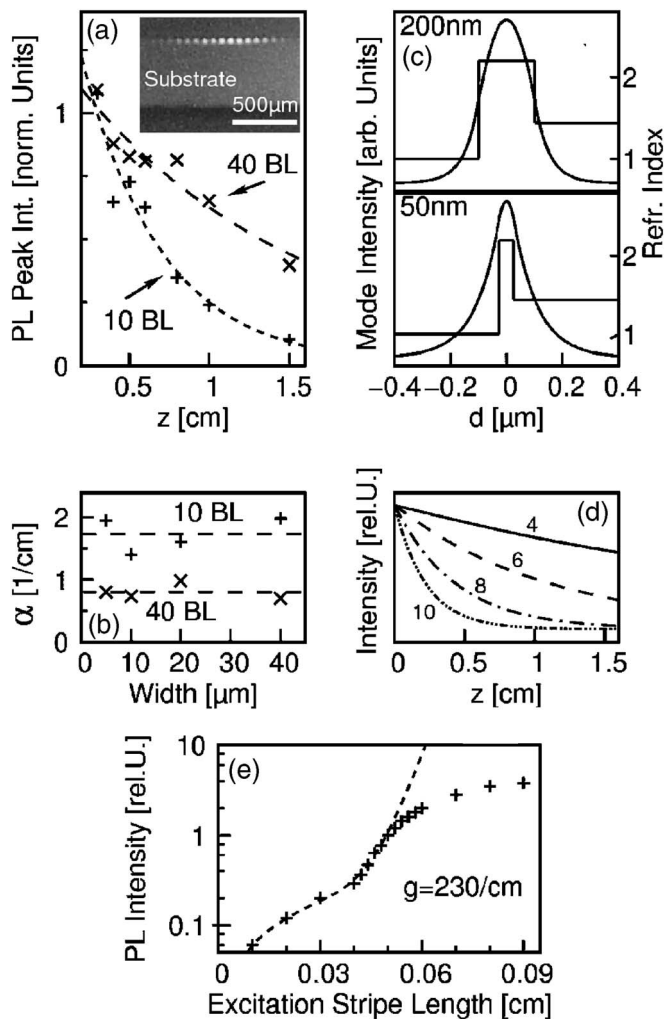 (a)
Substrate
500μm
40 BL
10 BL
1
0
0.5 1 1.5
z [cm]
PL Peak Int. [norm. Units]
200nm
(c)
2
1
50nm
2
1
−0.4 −0.2 0 0.2 0.4
d [μm]
Mode Intensity [arb. Units]
Refr. Index
2
1
0
10 BL
40 BL
(b)
0 10 20 30 40
Width [μm]
α [1/cm]
(d)
4
6
8
10
0 0.5 1 1.5
z [cm]
Intensity [rel.U.]
10
1
0.1
(e)
g=230/cm
0 0.03 0.06 0.09
Excitation Stripe Length [cm]
PL Intensity [rel.U.]